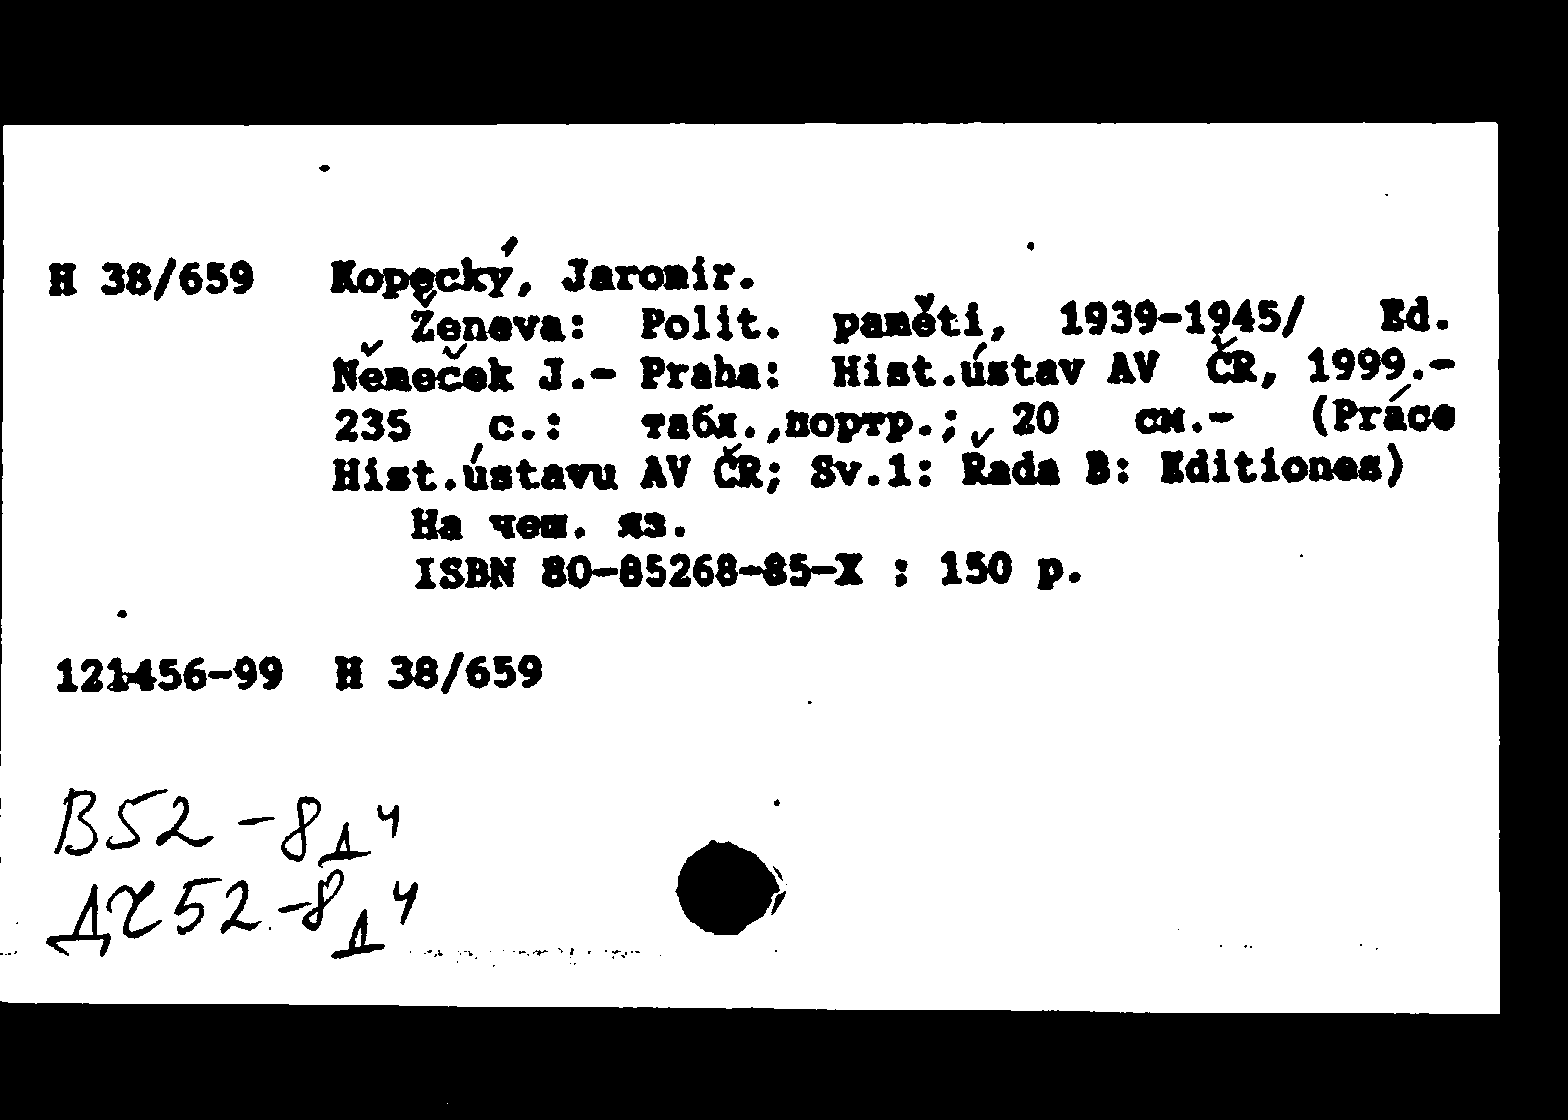 Н 38/659 Kopecký, Jaromir.
Ženeva: Polit. paměti, 1939-1945/ Ed.
Němeček J.- Praha: Hist.ústav AV ČR, 1999.-
235 с.: табл.,портр.; 20 см.- (Práce
Hist.ústavu AV ČR; Sv.1: Řada B: Editiones)
На чеш. яз.
ISBN 80-85268-85-X : 150 р.
121456-99 Н 38/659
В52-8д4
ДЧ52-8д4